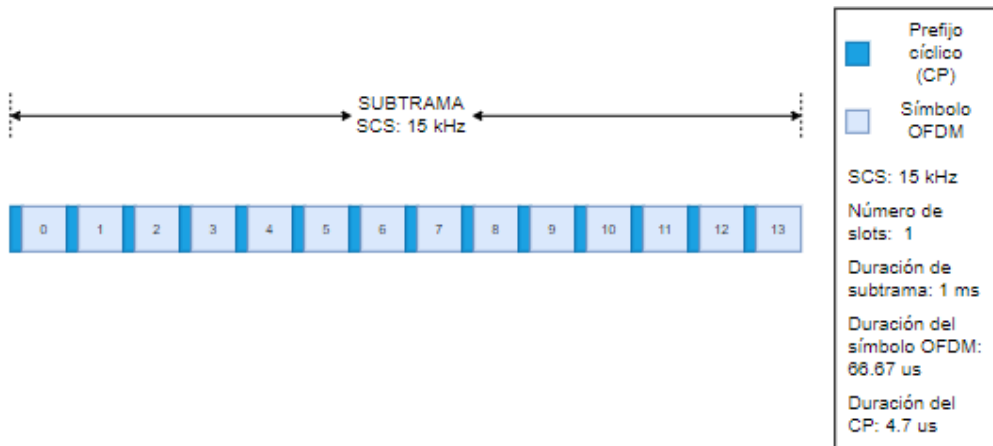 SUBTRAMA
SCS: 15 kHz
0 1 2 3 4 5 6 7 8 9 10 11 12 13
Prefijo
cíclico
(CP)
Símbolo
OFDM
SCS: 15 kHz
Número de
slots: 1
Duración de
subtrama: 1 ms
Duración del
símbolo OFDM:
66.67 us
Duración del
CP: 4.7 us